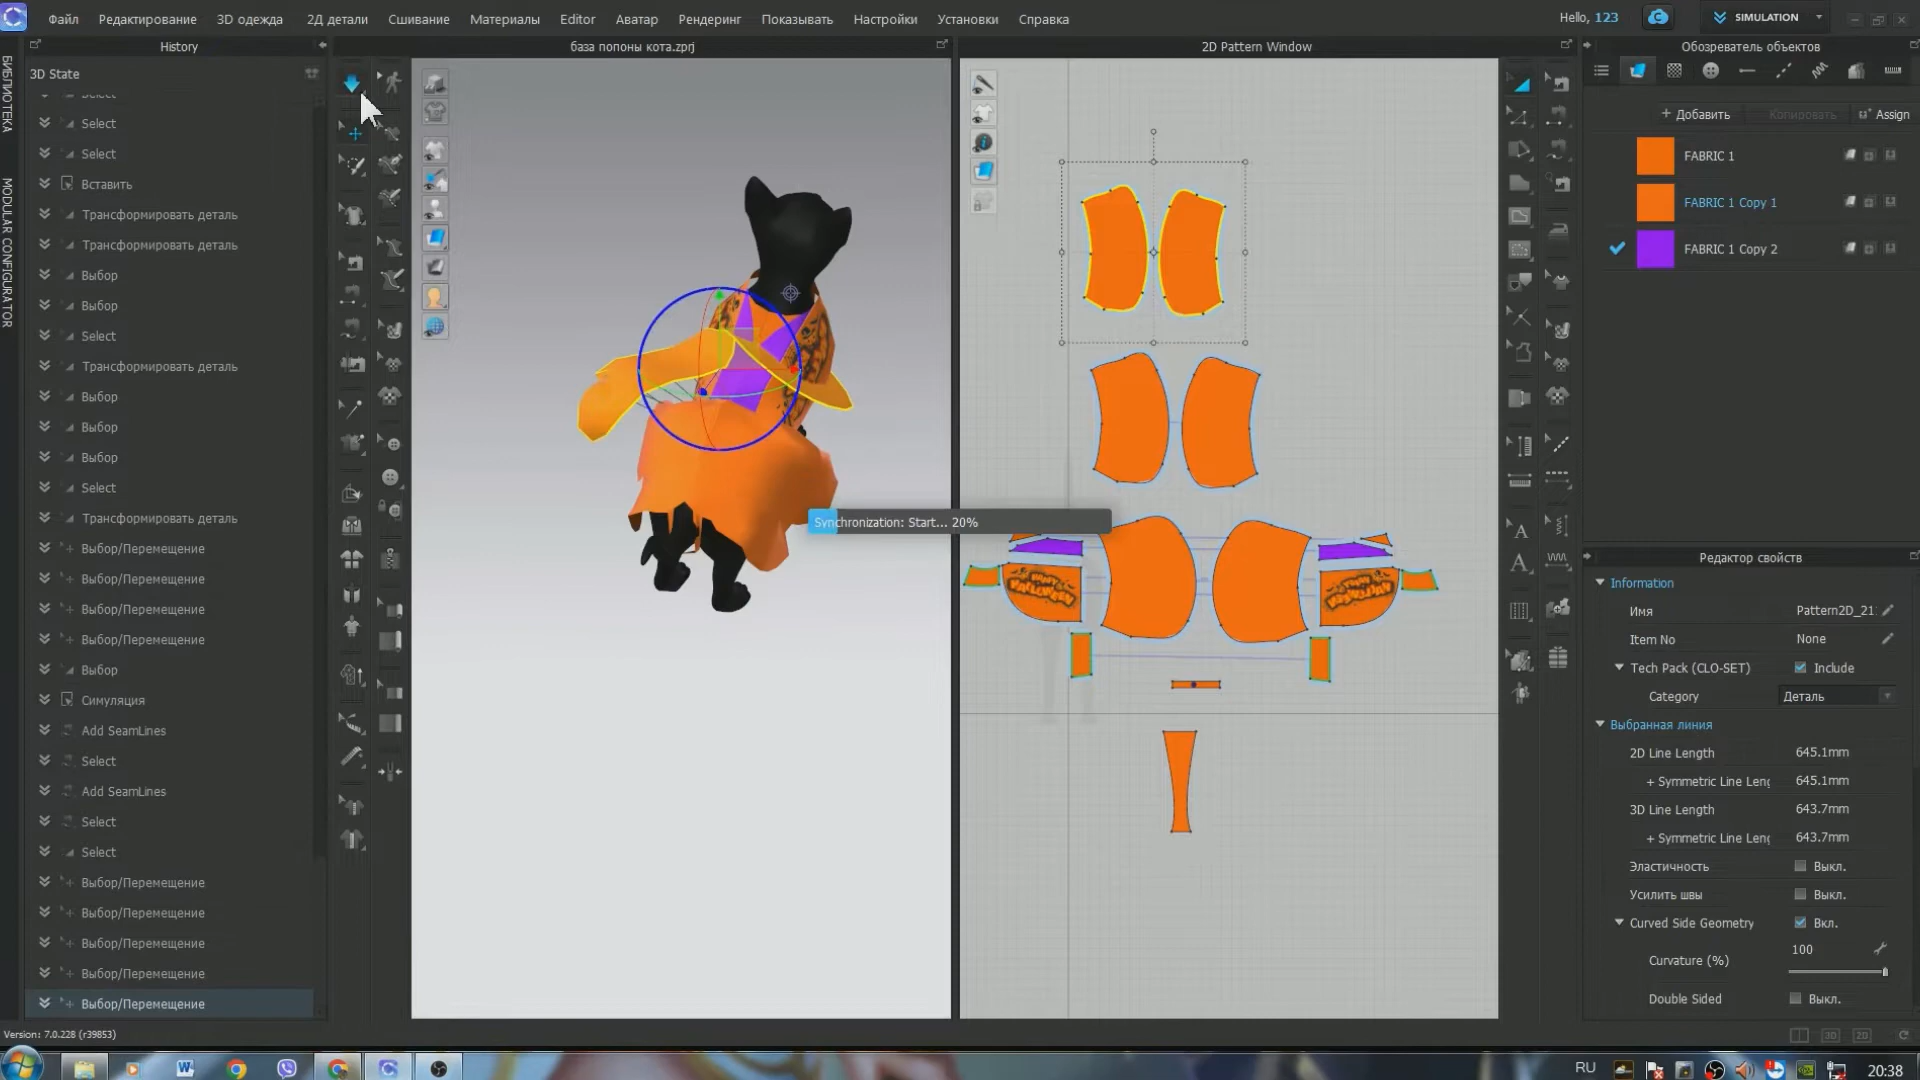 Файл Редактирование 3D одежда 2Д детали Сшивание Материалы Editor Аватар Рендеринг Показывать Настройки Установки Справка
Hello, 123
SIMULATION
БИБЛИОТЕКА
MODULAR CONFIGURATOR
History
3D State
Select
Select
Select
Вставить
Трансформировать деталь
Трансформировать деталь
Выбор
Выбор
Select
Трансформировать деталь
Выбор
Выбор
Выбор
Select
Трансформировать деталь
Выбор/Перемещение
Выбор/Перемещение
Выбор/Перемещение
Выбор/Перемещение
Выбор
Симуляция
Add SeamLines
Select
Add SeamLines
Select
Select
Выбор/Перемещение
Выбор/Перемещение
Выбор/Перемещение
Выбор/Перемещение
Выбор/Перемещение
Version: 7.0.228 (r39853)
база попоны кота.zprj
2D Pattern Window
Synchronization: Start... 20%
Обозреватель объектов
+ Добавить
Копировать
Assign
FABRIC 1
FABRIC 1 Copy 1
FABRIC 1 Copy 2
Редактор свойств
Information
Имя Pattern2D_21
Item No None
Tech Pack (CLO-SET) Include
Category Деталь
Выбранная линия
2D Line Length 645.1mm
+ Symmetric Line Leng 645.1mm
3D Line Length 643.7mm
+ Symmetric Line Leng 643.7mm
Эластичность Выкл.
Усилить швы Выкл.
Curved Side Geometry Вкл.
100
Curvature (%)
Double Sided Выкл.
3D 2D
RU
20:38